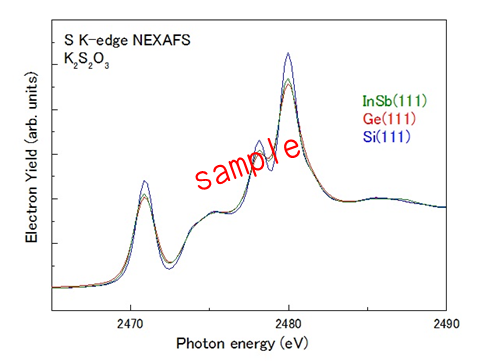 S K-edge NEXAFS
K₂S₂O₃
InSb(111)
Ge(111)
Si(111)
sample
Electron Yield (arb. units)
2470
2480
2490
Photon energy (eV)